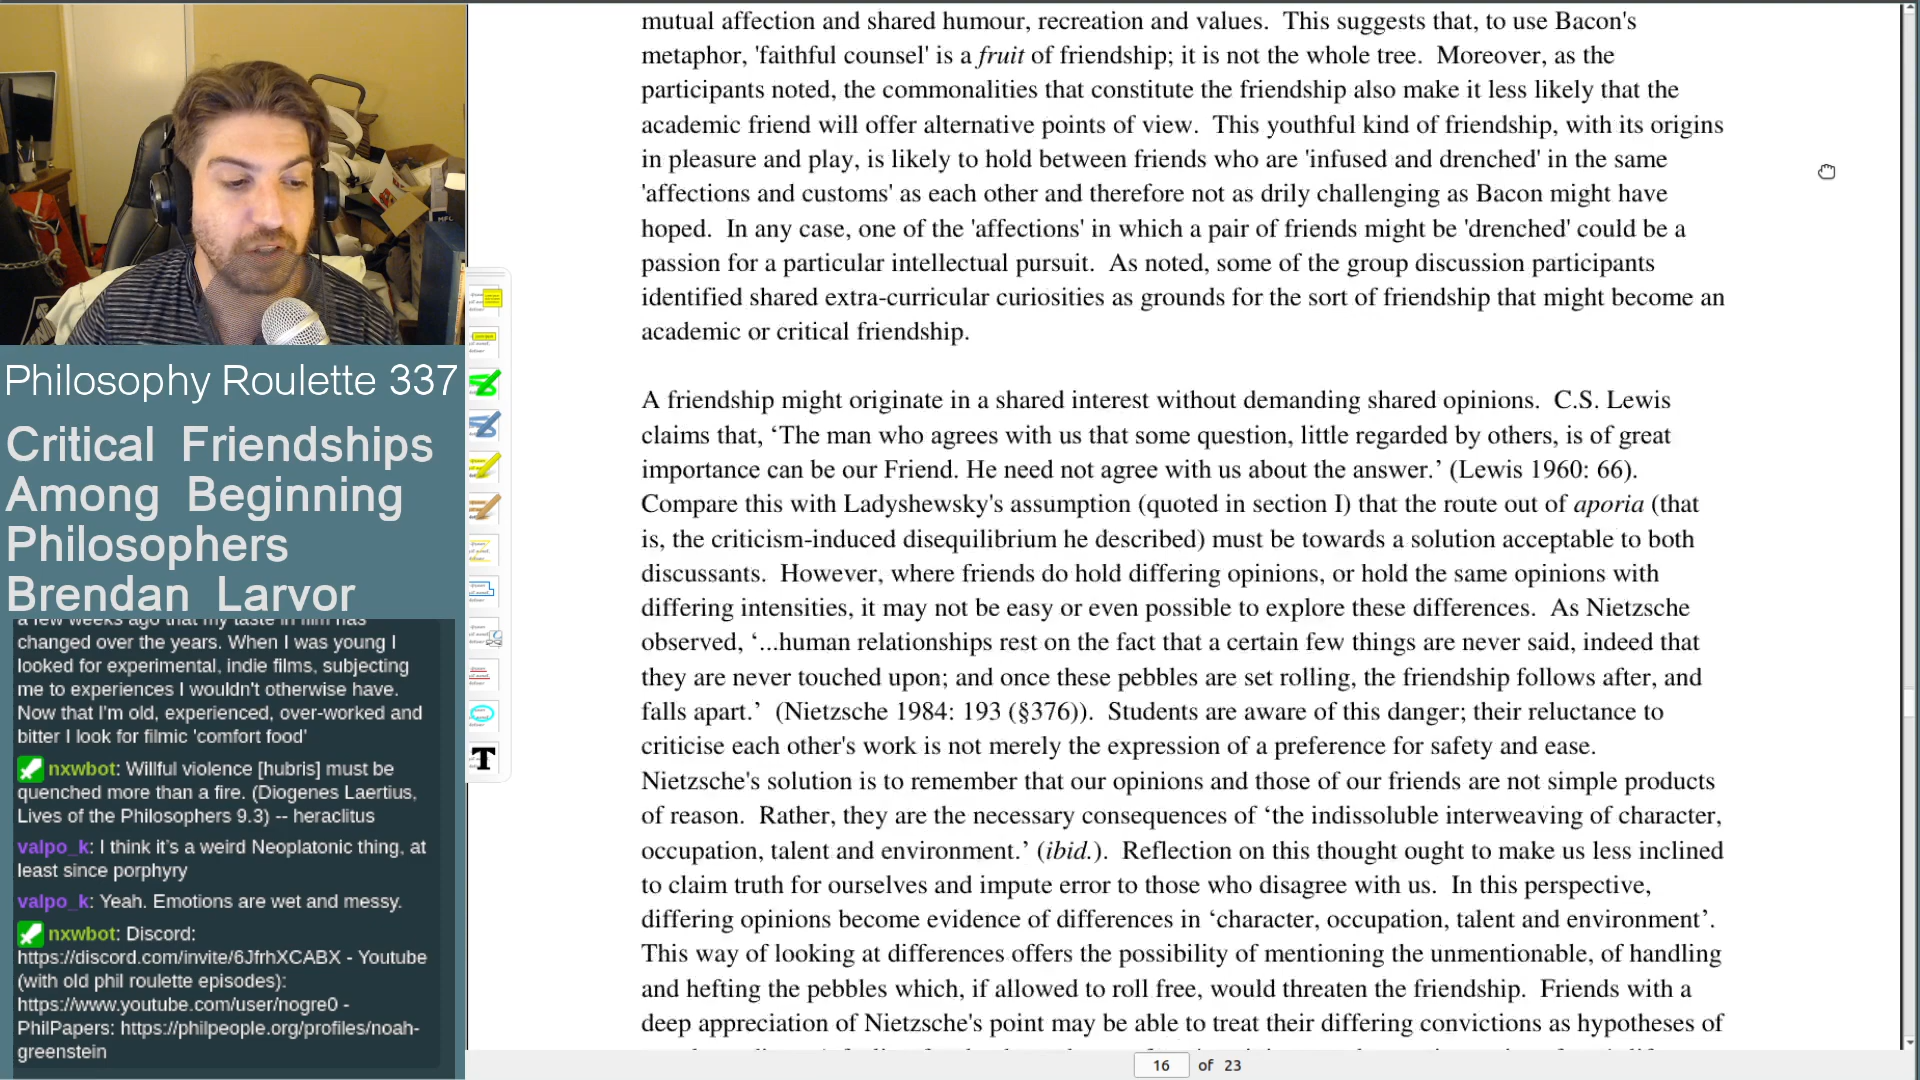 mutual affection and shared humour, recreation and values.  This suggests that, to use Bacon's
metaphor, 'faithful counsel' is a fruit of friendship; it is not the whole tree.  Moreover, as the
participants noted, the commonalities that constitute the friendship also make it less likely that the
academic friend will offer alternative points of view.  This youthful kind of friendship, with its origins
in pleasure and play, is likely to hold between friends who are 'infused and drenched' in the same
'affections and customs' as each other and therefore not as drily challenging as Bacon might have
hoped.  In any case, one of the 'affections' in which a pair of friends might be 'drenched' could be a
passion for a particular intellectual pursuit.  As noted, some of the group discussion participants
identified shared extra-curricular curiosities as grounds for the sort of friendship that might become an
academic or critical friendship.
A friendship might originate in a shared interest without demanding shared opinions.  C.S. Lewis
claims that, ‘The man who agrees with us that some question, little regarded by others, is of great
importance can be our Friend. He need not agree with us about the answer.’ (Lewis 1960: 66).
Compare this with Ladyshewsky's assumption (quoted in section I) that the route out of aporia (that
is, the criticism-induced disequilibrium he described) must be towards a solution acceptable to both
discussants.  However, where friends do hold differing opinions, or hold the same opinions with
differing intensities, it may not be easy or even possible to explore these differences.  As Nietzsche
observed, ‘...human relationships rest on the fact that a certain few things are never said, indeed that
they are never touched upon; and once these pebbles are set rolling, the friendship follows after, and
falls apart.’  (Nietzsche 1984: 193 (§376)).  Students are aware of this danger; their reluctance to
criticise each other's work is not merely the expression of a preference for safety and ease.
Nietzsche's solution is to remember that our opinions and those of our friends are not simple products
of reason.  Rather, they are the necessary consequences of ‘the indissoluble interweaving of character,
occupation, talent and environment.’ (ibid.).  Reflection on this thought ought to make us less inclined
to claim truth for ourselves and impute error to those who disagree with us.  In this perspective,
differing opinions become evidence of differences in ‘character, occupation, talent and environment’.
This way of looking at differences offers the possibility of mentioning the unmentionable, of handling
and hefting the pebbles which, if allowed to roll free, would threaten the friendship.  Friends with a
deep appreciation of Nietzsche's point may be able to treat their differing convictions as hypotheses of
16 of 23
Philosophy Roulette 337
Critical Friendships
Among Beginning
Philosophers
Brendan Larvor
a few weeks ago that my taste in film has
changed over the years. When I was young I
looked for experimental, indie films, subjecting
me to experiences I wouldn't otherwise have.
Now that I'm old, experienced, over-worked and
bitter I look for filmic 'comfort food'
nxwbot: Willful violence [hubris] must be
quenched more than a fire. (Diogenes Laertius,
Lives of the Philosophers 9.3) -- heraclitus
valpo_k: I think it's a weird Neoplatonic thing, at
least since porphyry
valpo_k: Yeah. Emotions are wet and messy.
nxwbot: Discord:
https://discord.com/invite/6JfrhXCABX - Youtube
(with old phil roulette episodes):
https://www.youtube.com/user/nogre0 -
PhilPapers: https://philpeople.org/profiles/noah-
greenstein
T